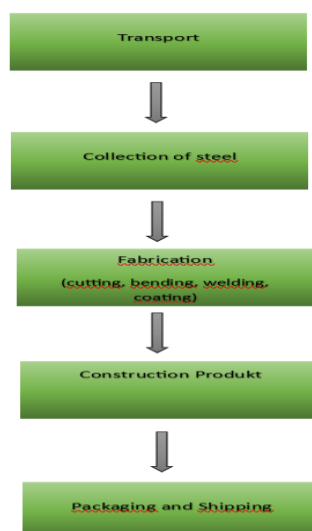 Transport
Collection of steel
Fabrication
(cutting, bending, welding,
coating)
Construction Produkt
Packaging and Shipping